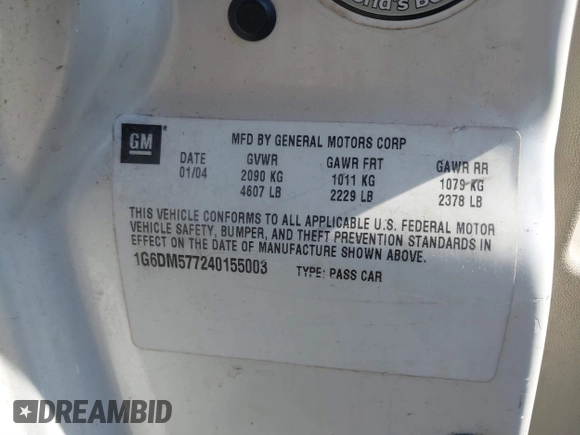 orld's Be
GM
MFD BY GENERAL MOTORS CORP
DATE GVWR GAWR FRT GAWR RR
01/04 2090 KG 1011 KG 1079 KG
4607 LB 2229 LB 2378 LB
THIS VEHICLE CONFORMS TO ALL APPLICABLE U.S. FEDERAL MOTOR
VEHICLE SAFETY, BUMPER, AND THEFT PREVENTION STANDARDS IN
EFFECT ON THE DATE OF MANUFACTURE SHOWN ABOVE.
1G6DM577240155003 TYPE: PASS CAR
DREAMBID